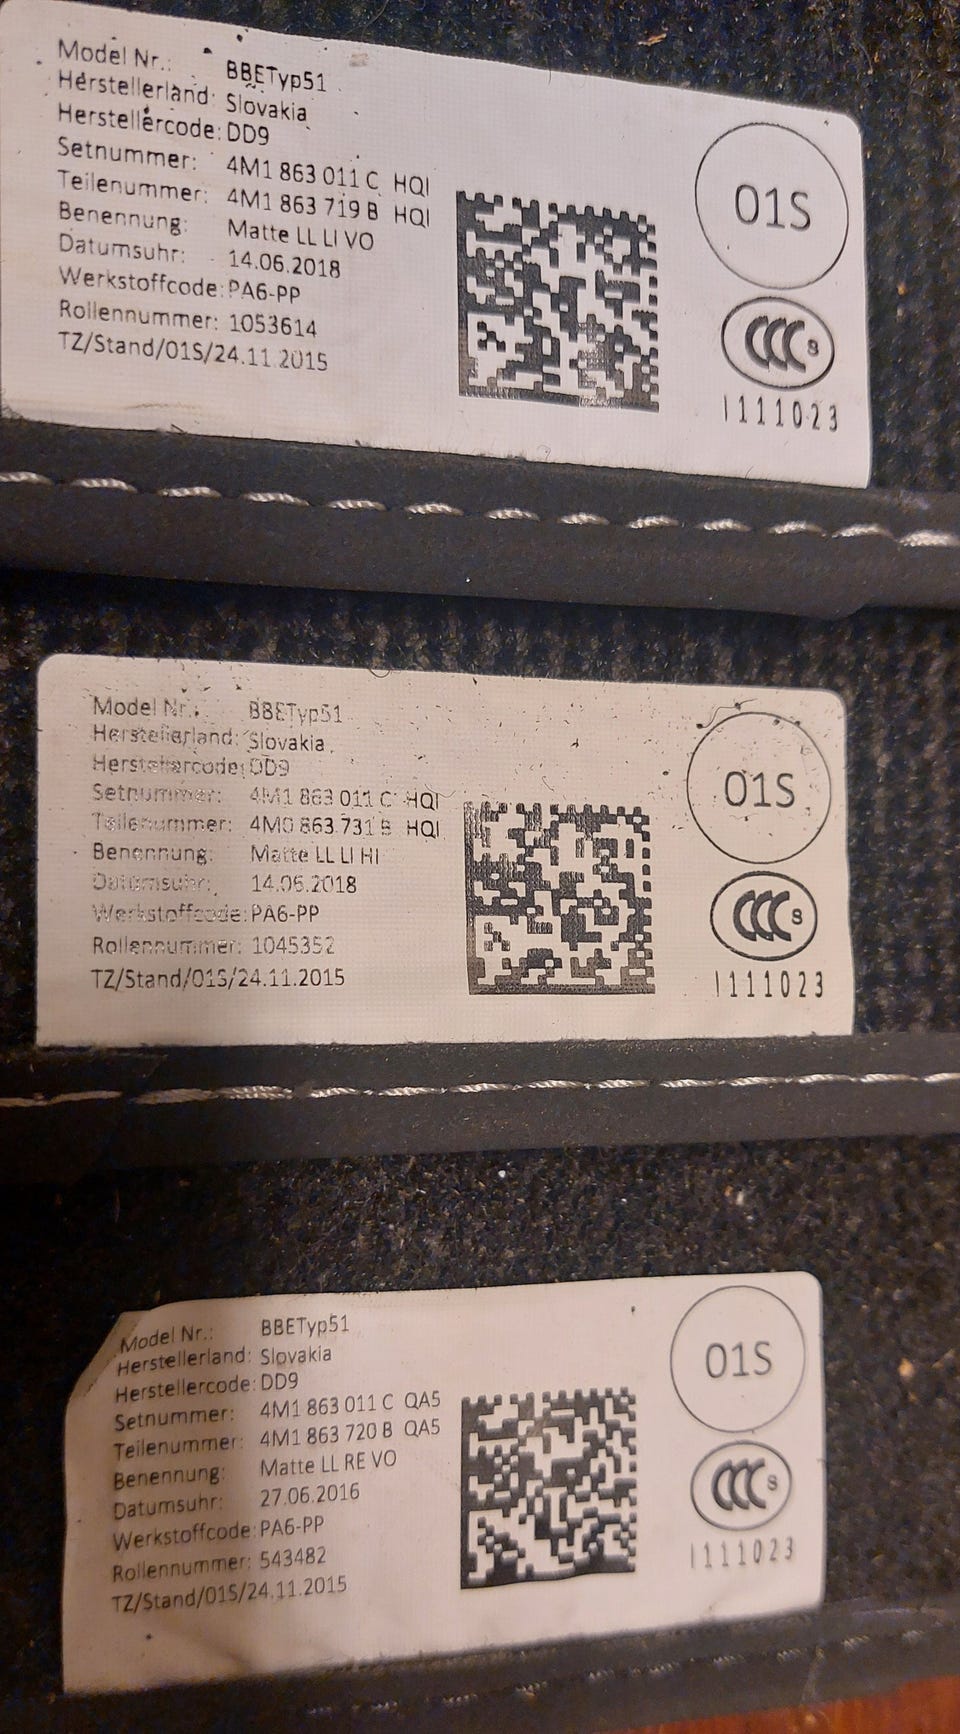 Model Nr.: BBETyp51
Herstellerland: Slovakia
Herstellercode: DD9
Setnummer: 4M1 863 011 C HQI
Teilenummer: 4M1 863 719 B HQI
Benennung: Matte LL LI VO
Datumsuhr: 14.06.2018
Werkstoffcode: PA6-PP
Rollennummer: 1053614
TZ/Stand/01S/24.11.2015
01S
CCC S
1111023
Model Nr.: BBETyp51
Herstellerland: Slovakia
Herstellercode: DD9
Setnummer: 4M1 863 011 C HQI
Teilenummer: 4M0 863 731 B HQI
Benennung: Matte LL LI HI
Datumsuhr: 14.06.2018
Werkstoffcode: PA6-PP
Rollennummer: 1045352
TZ/Stand/01S/24.11.2015
01S
CCC S
1111023
Model Nr.: BBETyp51
Herstellerland: Slovakia
Herstellercode: DD9
Setnummer: 4M1 863 011 C QA5
Teilenummer: 4M1 863 720 B QA5
Benennung: Matte LL RE VO
Datumsuhr: 27.06.2016
Werkstoffcode: PA6-PP
Rollennummer: 543482
TZ/Stand/01S/24.11.2015
01S
CCC S
1111023